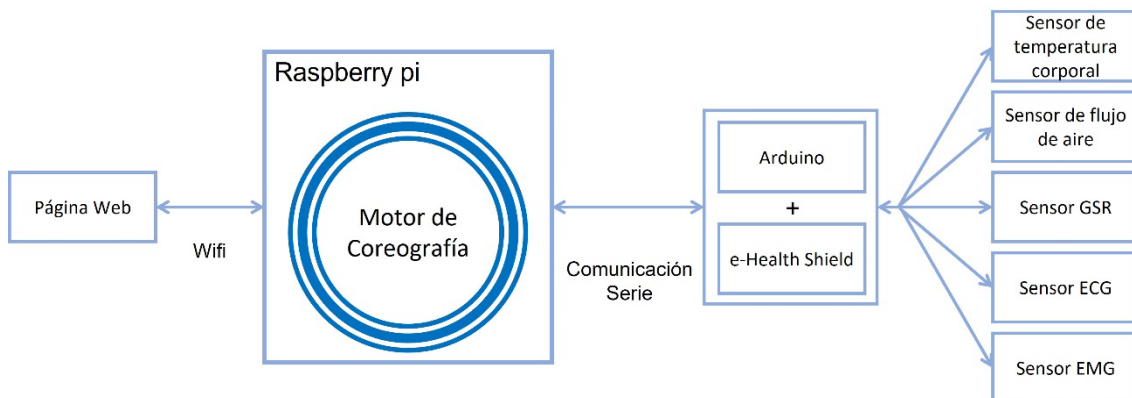 Página Web
Wifi
Raspberry pi
Motor de
Coreografía
Comunicación
Serie
Arduino
+
e-Health Shield
Sensor de
temperatura
corporal
Sensor de flujo
de aire
Sensor GSR
Sensor ECG
Sensor EMG